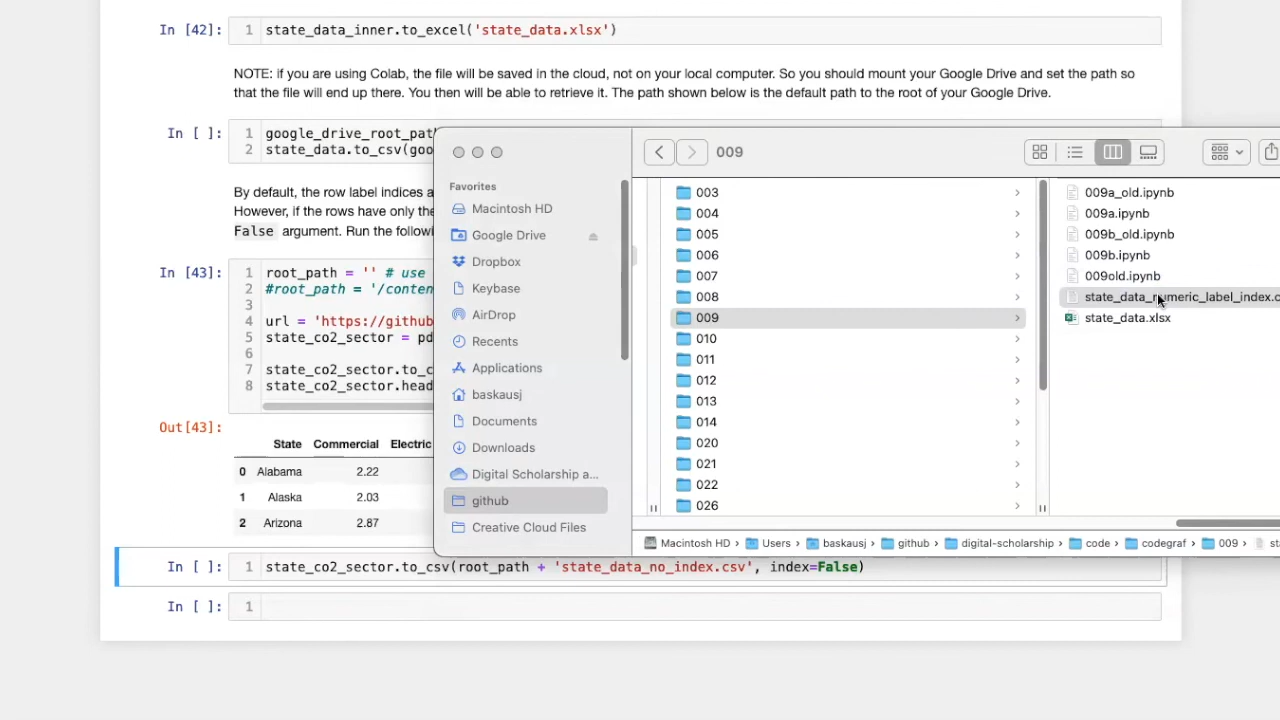 In [42]: 1 state_data_inner.to_excel('state_data.xlsx')
NOTE: if you are using Colab, the file will be saved in the cloud, not on your local computer. So you should mount your Google Drive and set the path so
that the file will end up there. You then will be able to retrieve it. The path shown below is the default path to the root of your Google Drive.
In [ ]: 1 google_drive_root_path
2 state_data.to_csv(goo
By default, the row label indices a
However, if the rows have only the
False argument. Run the followi
In [43]: 1 root_path = '' # use
2 #root_path = '/conten
3
4 url = 'https://github
5 state_co2_sector = pd
6
7 state_co2_sector.to_c
8 state_co2_sector.head
Out[43]:
State Commercial Electric
0 Alabama 2.22
1 Alaska 2.03
2 Arizona 2.87
In [ ]: 1 state_co2_sector.to_csv(root_path + 'state_data_no_index.csv', index=False)
In [ ]: 1
009
Favorites
Macintosh HD
Google Drive
Dropbox
Keybase
AirDrop
Recents
Applications
baskausj
Documents
Downloads
Digital Scholarship a...
github
Creative Cloud Files
003
004
005
006
007
008
009
010
011
012
013
014
020
021
022
026
009a_old.ipynb
009a.ipynb
009b_old.ipynb
009b.ipynb
009old.ipynb
state_data_numeric_label_index.c
state_data.xlsx
Macintosh HD › Users › baskausj › github › digital-scholarship › code › codegraf › 009 › st